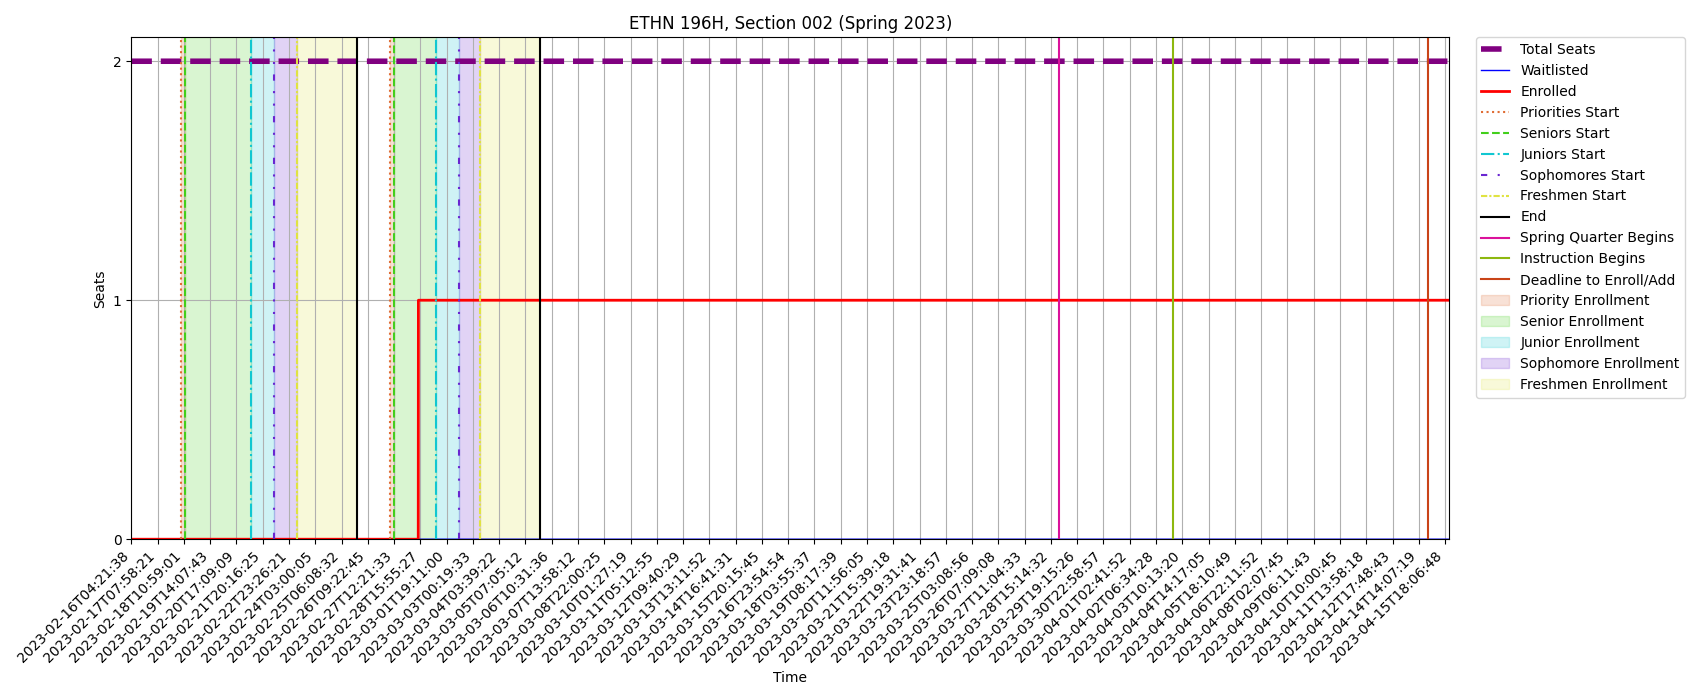 ETHN 196H, Section 002 (Spring 2023)
Seats
2
1
0
2023-02-16T04:21:38
2023-02-17T07:58:21
2023-02-18T10:59:01
2023-02-19T14:07:43
2023-02-20T17:09:09
2023-02-21T20:16:25
2023-02-22T23:26:21
2023-02-24T03:00:05
2023-02-25T06:08:32
2023-02-26T09:22:45
2023-02-27T12:21:33
2023-02-28T15:55:27
2023-03-01T19:11:00
2023-03-03T00:19:33
2023-03-04T03:39:22
2023-03-05T07:05:12
2023-03-06T10:31:36
2023-03-07T13:58:12
2023-03-08T22:00:25
2023-03-10T01:27:19
2023-03-11T05:12:55
2023-03-12T09:40:29
2023-03-13T13:11:52
2023-03-14T16:41:31
2023-03-15T20:15:45
2023-03-16T23:54:54
2023-03-18T03:55:37
2023-03-19T08:17:39
2023-03-20T11:56:05
2023-03-21T15:39:18
2023-03-22T19:31:41
2023-03-23T23:18:57
2023-03-25T03:08:56
2023-03-26T07:09:08
2023-03-27T11:04:33
2023-03-28T15:14:32
2023-03-29T19:15:26
2023-03-30T22:58:57
2023-04-01T02:41:52
2023-04-02T06:34:28
2023-04-03T10:13:20
2023-04-04T14:17:05
2023-04-05T18:10:49
2023-04-06T22:11:52
2023-04-08T02:07:45
2023-04-09T06:11:43
2023-04-10T10:00:45
2023-04-11T13:58:18
2023-04-12T17:48:43
2023-04-14T14:07:19
2023-04-15T18:06:48
Time
Total Seats
Waitlisted
Enrolled
Priorities Start
Seniors Start
Juniors Start
Sophomores Start
Freshmen Start
End
Spring Quarter Begins
Instruction Begins
Deadline to Enroll/Add
Priority Enrollment
Senior Enrollment
Junior Enrollment
Sophomore Enrollment
Freshmen Enrollment